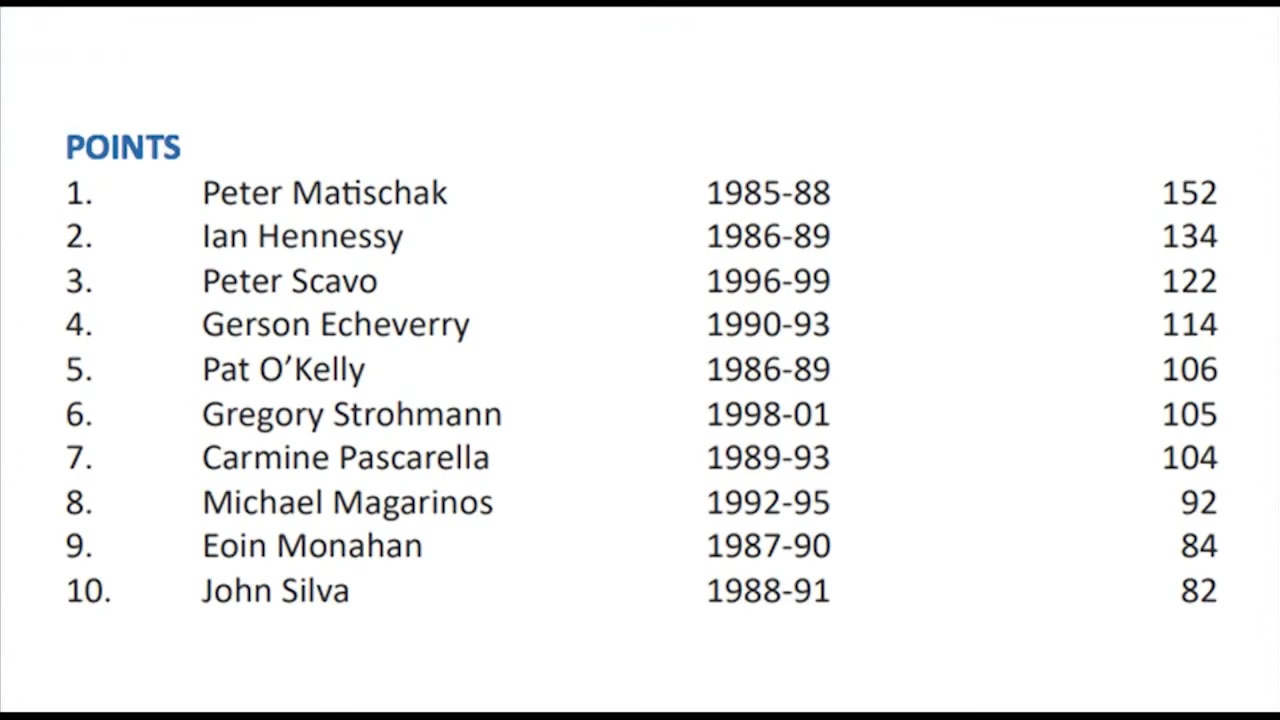 POINTS
1. Peter Matischak 1985-88 152
2. Ian Hennessy 1986-89 134
3. Peter Scavo 1996-99 122
4. Gerson Echeverry 1990-93 114
5. Pat O’Kelly 1986-89 106
6. Gregory Strohmann 1998-01 105
7. Carmine Pascarella 1989-93 104
8. Michael Magarinos 1992-95 92
9. Eoin Monahan 1987-90 84
10. John Silva 1988-91 82